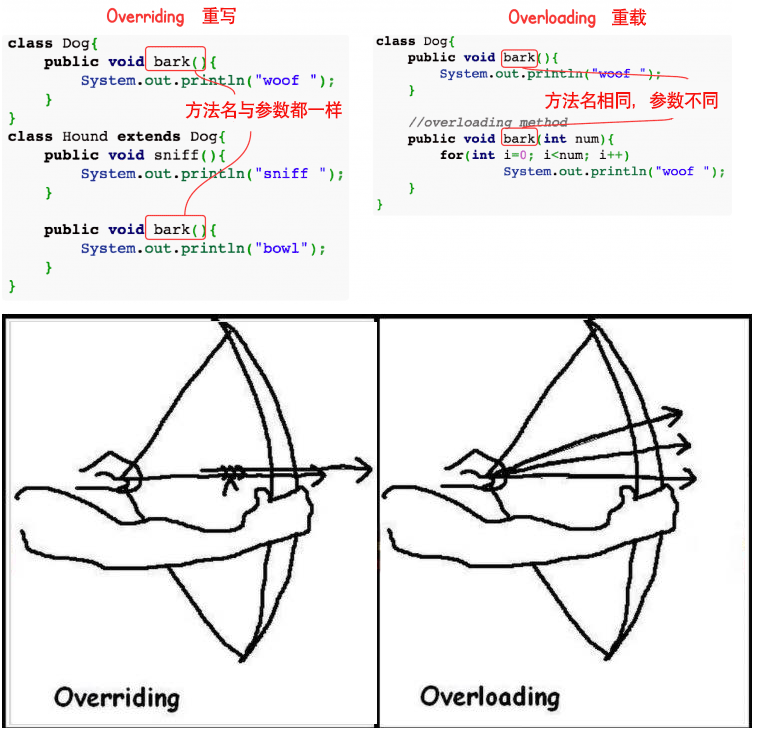 Overriding 重写
class Dog{
public void bark(){
System.out.println("woof ");
}
}
方法名与参数都一样
class Hound extends Dog{
public void sniff(){
System.out.println("sniff ");
}
public void bark(){
System.out.println("bowl");
}
}
Overloading 重载
class Dog{
public void bark(){
System.out.println("woof ");
}
方法名相同，参数不同
//overloading method
public void bark(int num){
for(int i=0; i<num; i++)
System.out.println("woof ");
}
}
Overriding
Overloading